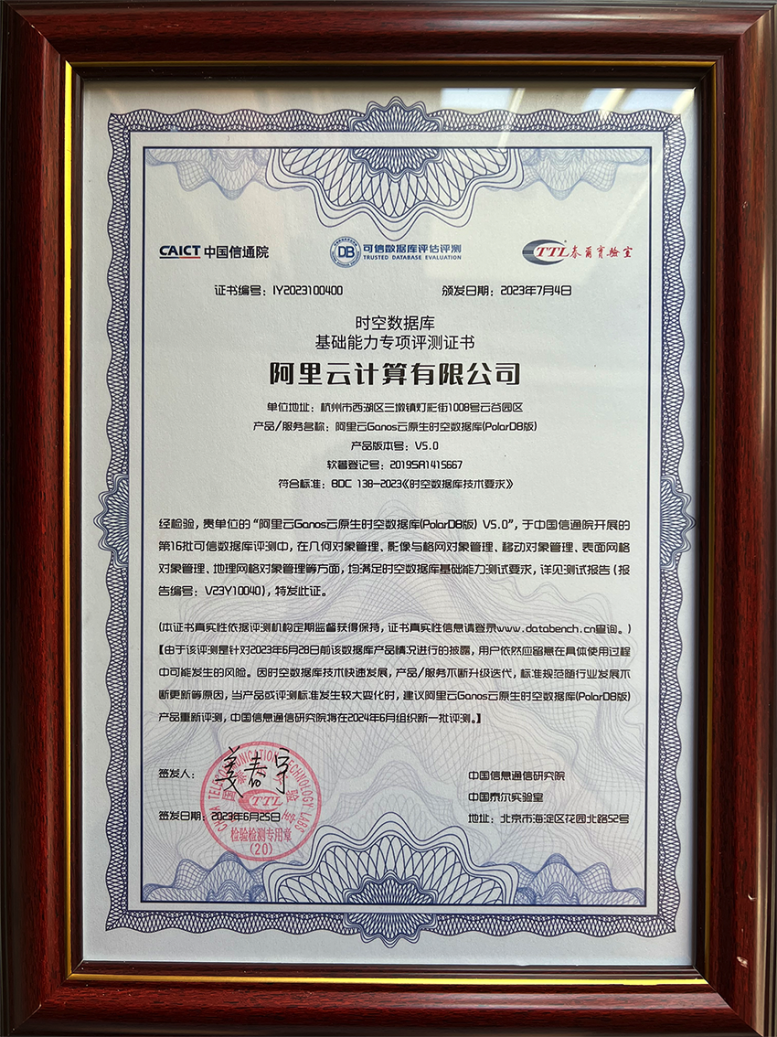 CAICT 中国信通院
DB 可信数据库评估评测
TRUSTED DATABASE EVALUATION
TTL 泰尔实验室
证书编号：IY2023100400 颁发日期：2023年7月4日
时空数据库
基础能力专项评测证书
阿里云计算有限公司
单位地址：杭州市西湖区三墩镇灯彩街1008号云谷园区
产品/服务名称：阿里云Ganos云原生时空数据库(PolarDB版)
产品版本号：V5.0
软著登记号：2019SA1415667
符合标准：BDC 138-2023《时空数据库技术要求》
经检验，贵单位的“阿里云Ganos云原生时空数据库(PolarDB版) V5.0”，于中国信通院开展的
第16批可信数据库评测中，在几何对象管理、影像与格网对象管理、移动对象管理、表面网格
对象管理、地理网格对象管理等方面，均满足时空数据库基础能力测试要求，详见测试报告（报
告编号：V23Y10040），特发此证。
(本证书真实性依据评测机构定期监督获得保持，证书真实性信息请登录www.databench.cn查询。)
【由于该评测是针对2023年6月28日前该数据库产品情况进行的披露，用户依然应留意在具体使用过程
中可能发生的风险。因时空数据库技术快速发展，产品/服务不断升级迭代，标准规范随行业发展不
断更新等原因，当产品或评测标准发生较大变化时，建议阿里云Ganos云原生时空数据库(PolarDB版)
产品重新评测，中国信息通信研究院将在2024年6月组织新一批评测。】
签发人：
签发日期：2023年6月25日
CHINA TELECOMMUNICATION TECHNOLOGY LABS
TTL
检验检测专用章
(20)
中国信息通信研究院
中国泰尔实验室
地址：北京市海淀区花园北路52号